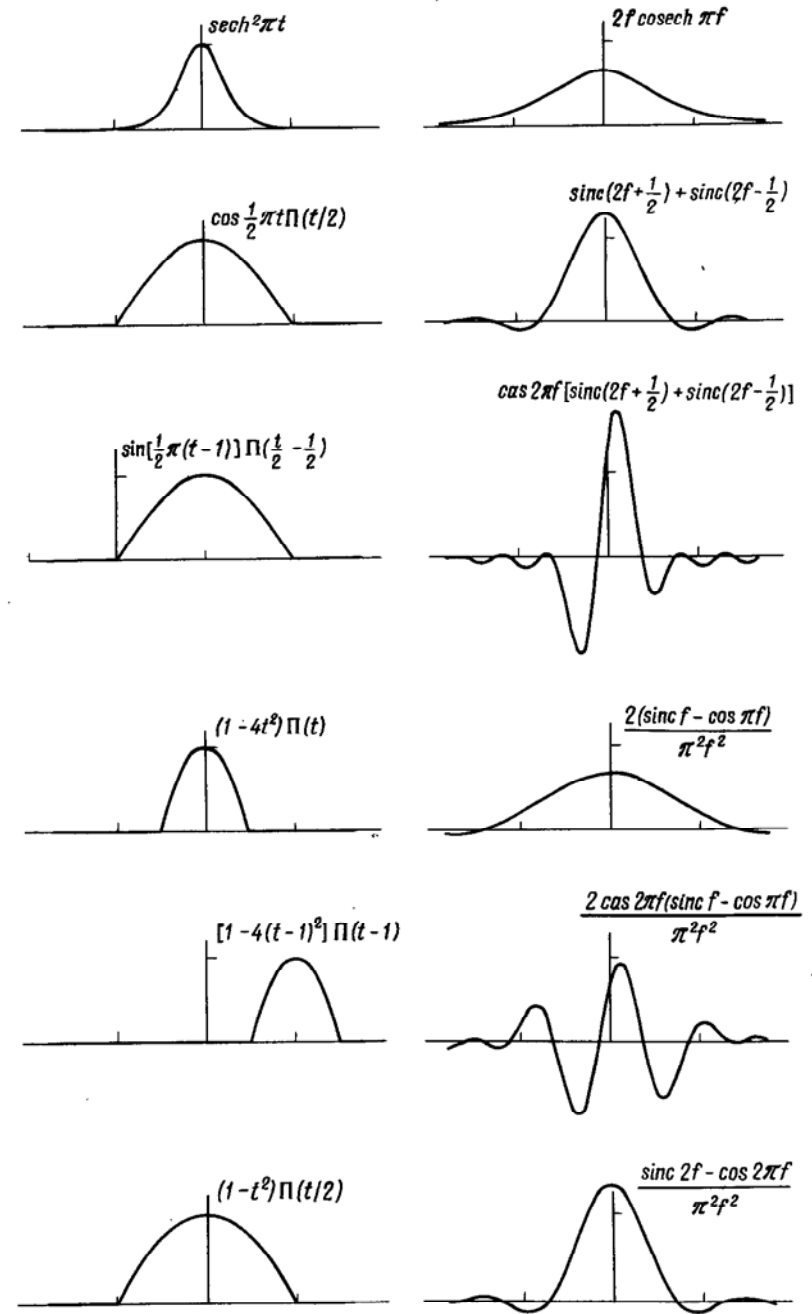 sech²πt
2f cosech πf
cos ½πtΠ(t/2)
sinc(2f+½)+sinc(2f-½)
sin[½π(t-1)]Π(t/2-½)
cas 2πf[sinc(2f+½)+sinc(2f-½)]
(1-4t²)Π(t)
2(sinc f-cos πf)
π²f²
[1-4(t-1)²]Π(t-1)
2 cas 2πf(sinc f-cos πf)
π²f²
(1-t²)Π(t/2)
sinc 2f-cos 2πf
π²f²